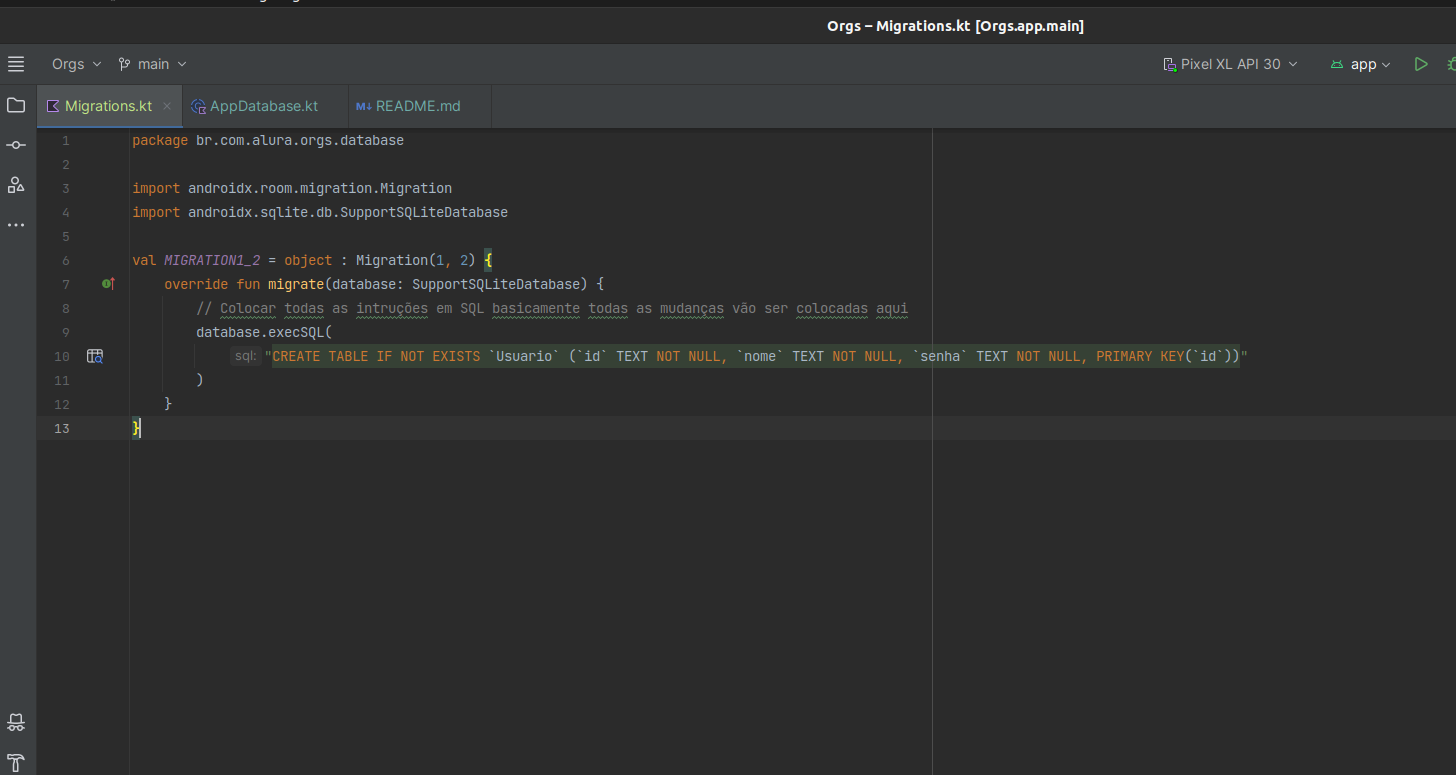 Orgs – Migrations.kt [Orgs.app.main]
Orgs main Pixel XL API 30 app
Migrations.kt AppDatabase.kt M↓ README.md
1 package br.com.alura.orgs.database
2
3 import androidx.room.migration.Migration
4 import androidx.sqlite.db.SupportSQLiteDatabase
5
6 val MIGRATION1_2 = object : Migration(1, 2) {
7 override fun migrate(database: SupportSQLiteDatabase) {
8 // Colocar todas as intruções em SQL basicamente todas as mudanças vão ser colocadas aqui
9 database.execSQL(
10 sql: "CREATE TABLE IF NOT EXISTS `Usuario` (`id` TEXT NOT NULL, `nome` TEXT NOT NULL, `senha` TEXT NOT NULL, PRIMARY KEY(`id`))"
11 )
12 }
13 }